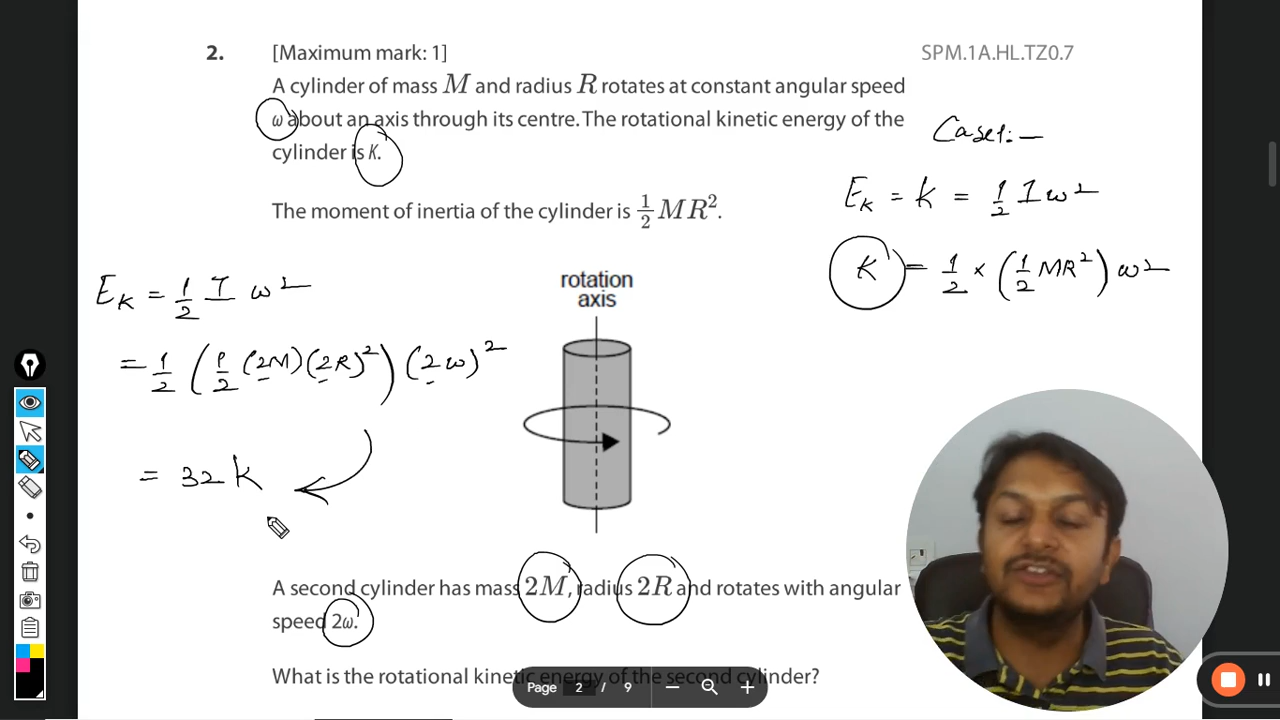 2. [Maximum mark: 1] SPM.1A.HL.TZ0.7
A cylinder of mass M and radius R rotates at constant angular speed
ω about an axis through its centre. The rotational kinetic energy of the
cylinder is K.
The moment of inertia of the cylinder is 1/2 MR².
Case1:—
E_K = K = 1/2 I ω²
K = 1/2 × (1/2 MR²) ω²
E_K = 1/2 I ω²
= 1/2 (1/2 (2M)(2R)²) (2ω)²
= 32 K
rotation
axis
A second cylinder has mass 2M, radius 2R and rotates with angular
speed 2ω.
What is the rotational kinetic energy of the second cylinder?
Page 2 / 9